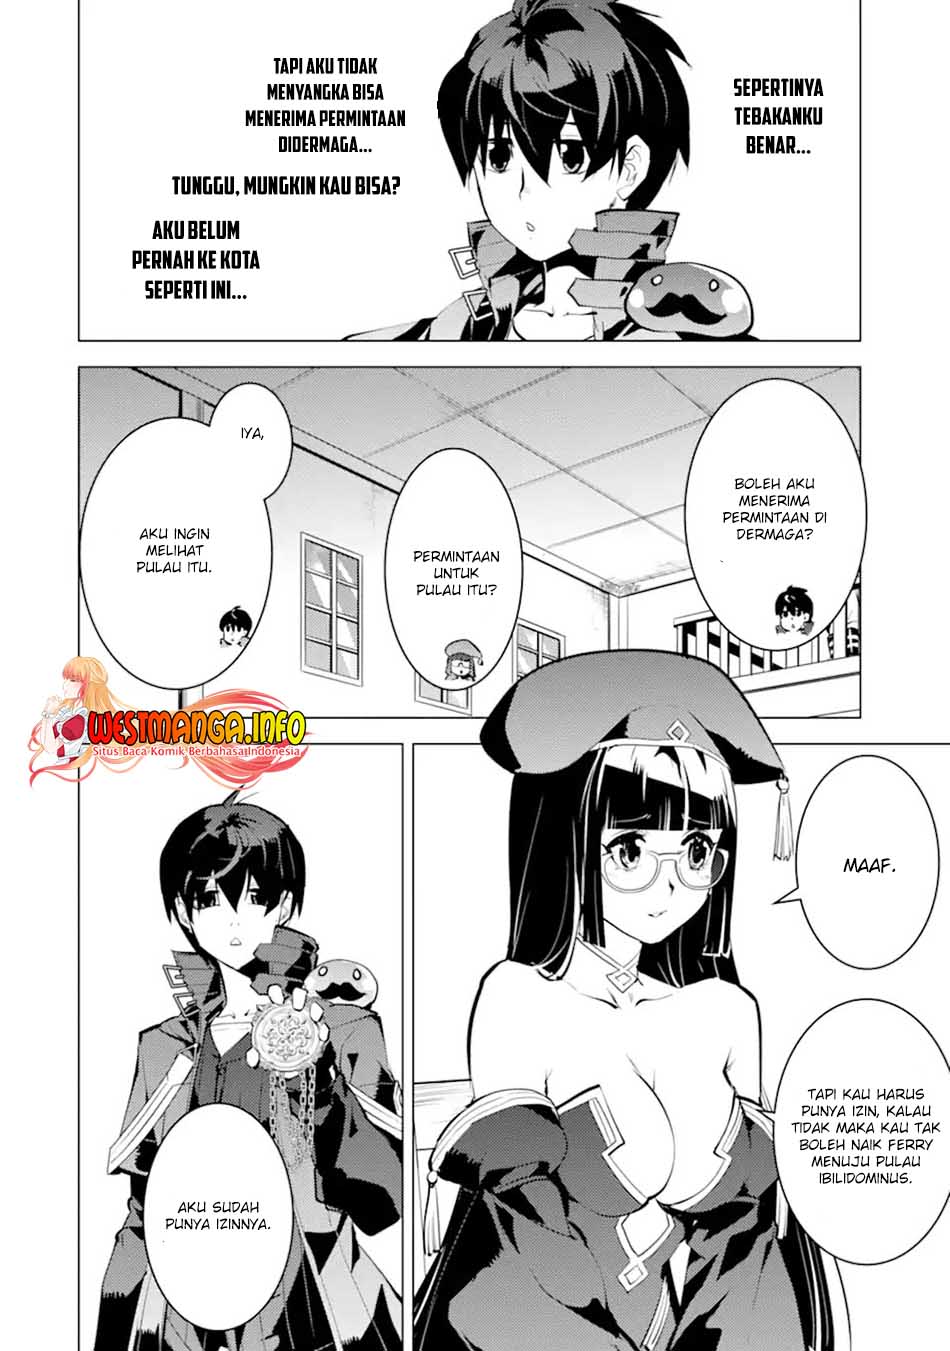 SEPERTINYA
TEBAKANKU
BENAR...
TAPI AKU TIDAK
MENYANGKA BISA
MENERIMA PERMINTAAN
DIDERMAGA...
TUNGGU, MUNGKIN KAU BISA?
AKU BELUM
PERNAH KE KOTA
SEPERTI INI...
BOLEH AKU
MENERIMA
PERMINTAAN DI
DERMAGA?
PERMINTAAN
UNTUK
PULAU ITU?
IYA,
AKU INGIN
MELIHAT
PULAU ITU.
WESTMANGA.INFO
Situs Baca Komik Berbahasa Indonesia
MAAF.
TAPI KAU HARUS
PUNYA IZIN, KALAU
TIDAK MAKA KAU TAK
BOLEH NAIK FERRY
MENUJU PULAU
IBILIDOMINUS.
AKU SUDAH
PUNYA IZINNYA.